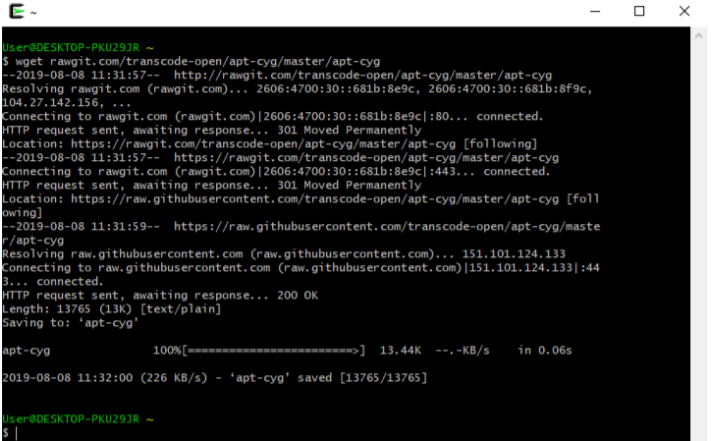 ~
User@DESKTOP-PKU29JR ~
$ wget rawgit.com/transcode-open/apt-cyg/master/apt-cyg
--2019-08-08 11:31:57--  http://rawgit.com/transcode-open/apt-cyg/master/apt-cyg
Resolving rawgit.com (rawgit.com)... 2606:4700:30::681b:8e9c, 2606:4700:30::681b:8f9c,
104.27.142.156, ...
Connecting to rawgit.com (rawgit.com)|2606:4700:30::681b:8e9c|:80... connected.
HTTP request sent, awaiting response... 301 Moved Permanently
Location: https://rawgit.com/transcode-open/apt-cyg/master/apt-cyg [following]
--2019-08-08 11:31:57--  https://rawgit.com/transcode-open/apt-cyg/master/apt-cyg
Connecting to rawgit.com (rawgit.com)|2606:4700:30::681b:8e9c|:443... connected.
HTTP request sent, awaiting response... 301 Moved Permanently
Location: https://raw.githubusercontent.com/transcode-open/apt-cyg/master/apt-cyg [foll
owing]
--2019-08-08 11:31:59--  https://raw.githubusercontent.com/transcode-open/apt-cyg/maste
r/apt-cyg
Resolving raw.githubusercontent.com (raw.githubusercontent.com)... 151.101.124.133
Connecting to raw.githubusercontent.com (raw.githubusercontent.com)|151.101.124.133|:44
3... connected.
HTTP request sent, awaiting response... 200 OK
Length: 13765 (13K) [text/plain]
Saving to: ‘apt-cyg’
apt-cyg             100%[========================>]  13.44K  --.-KB/s    in 0.06s
2019-08-08 11:32:00 (226 KB/s) - ‘apt-cyg’ saved [13765/13765]
User@DESKTOP-PKU29JR ~
$